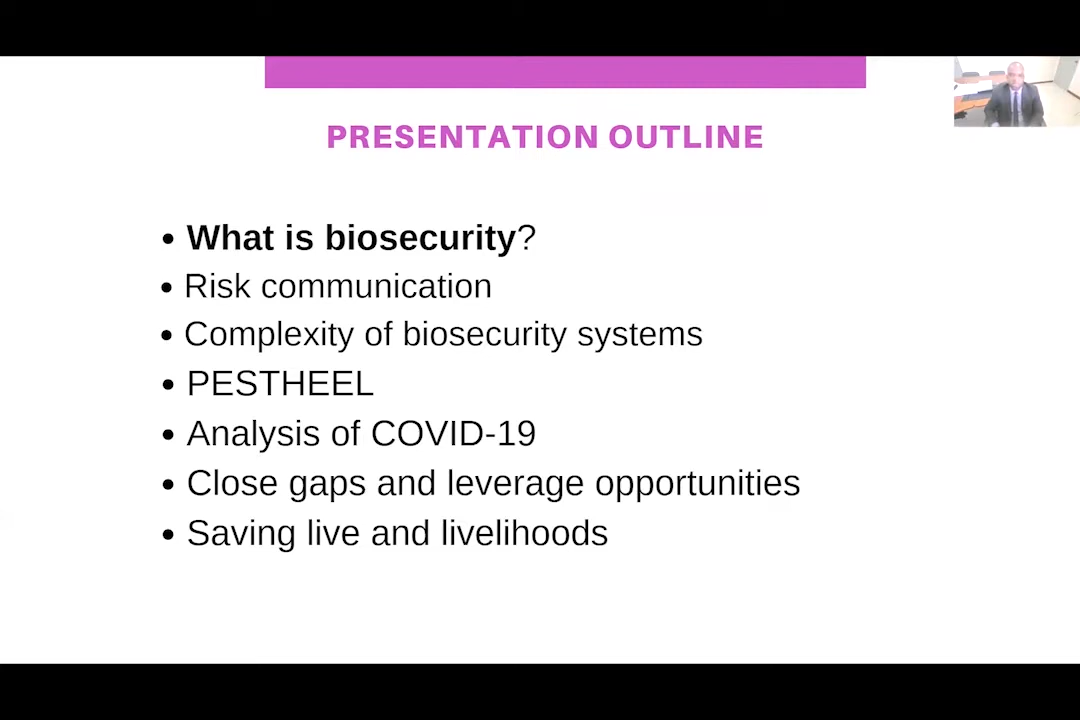 PRESENTATION OUTLINE
• What is biosecurity?
• Risk communication
• Complexity of biosecurity systems
• PESTHEEL
• Analysis of COVID-19
• Close gaps and leverage opportunities
• Saving live and livelihoods